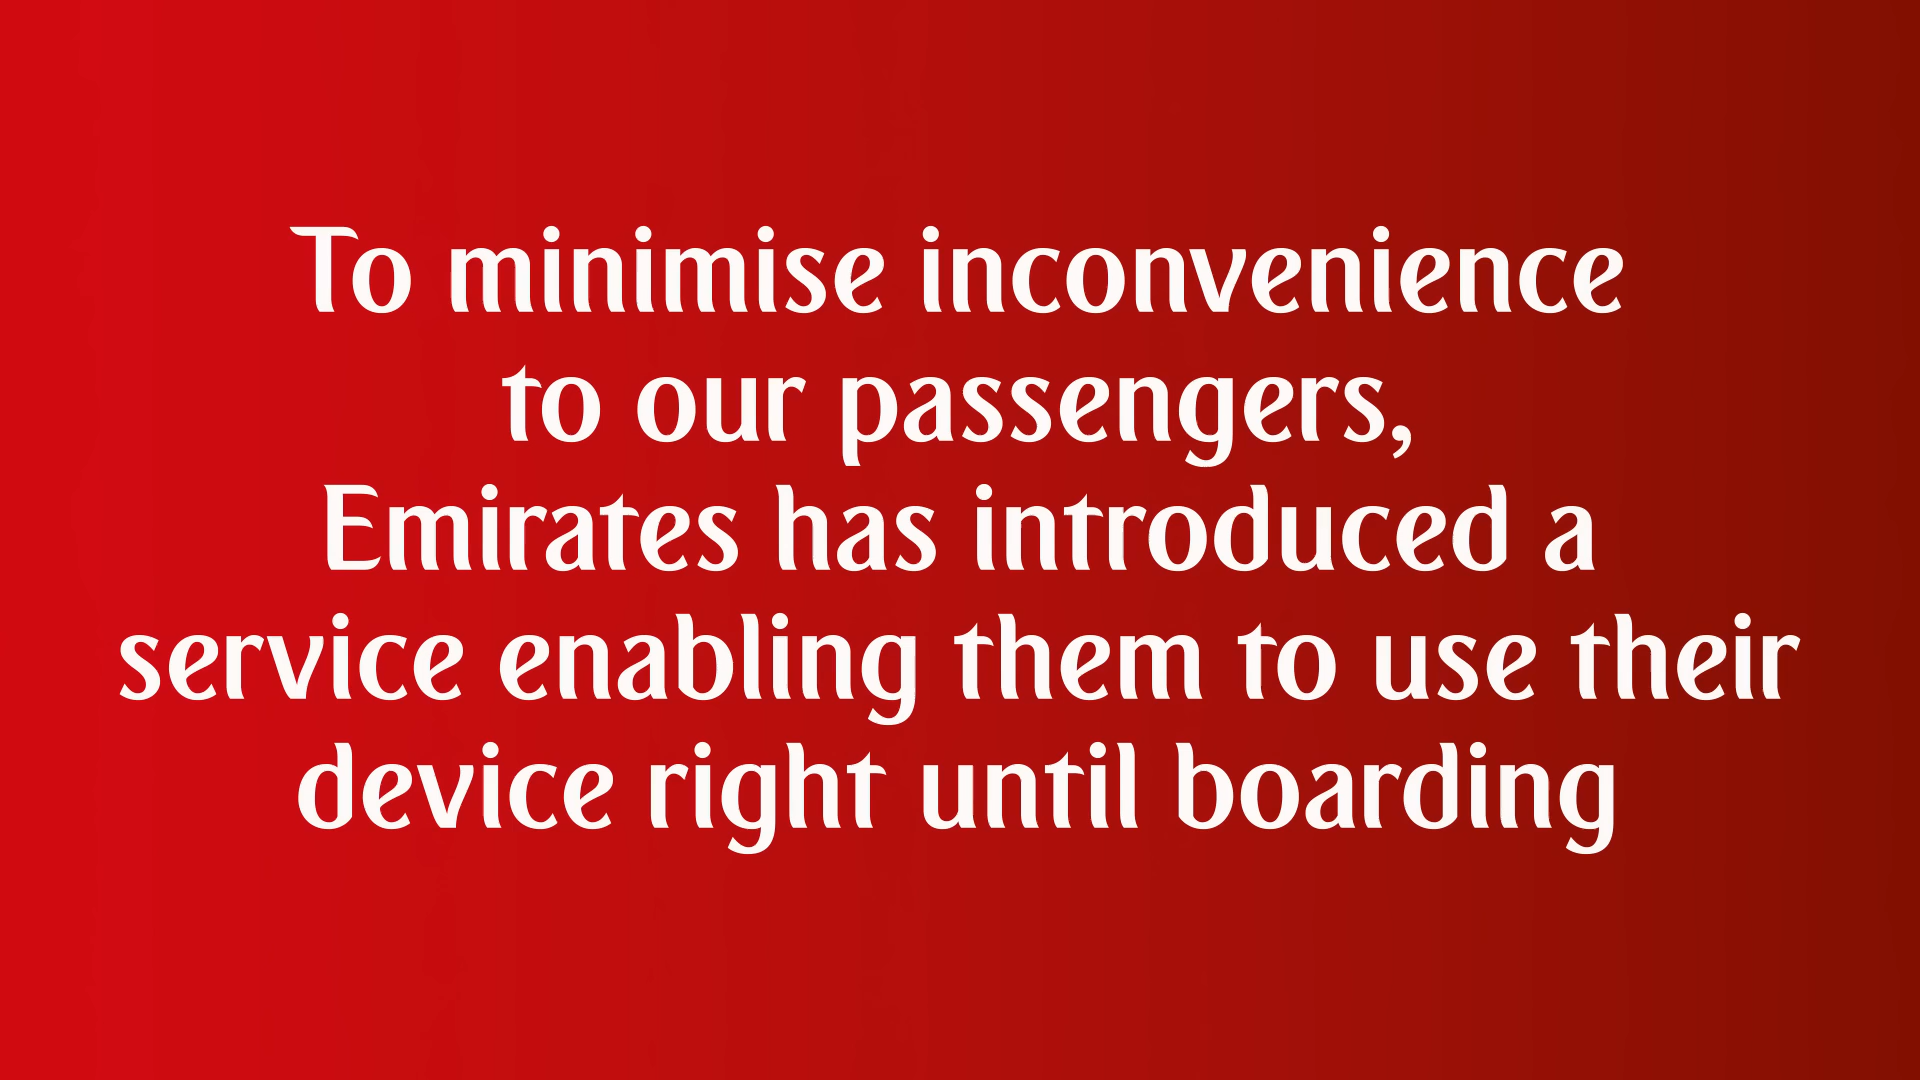 To minimise inconvenience
to our passengers,
Emirates has introduced a
service enabling them to use their
device right until boarding